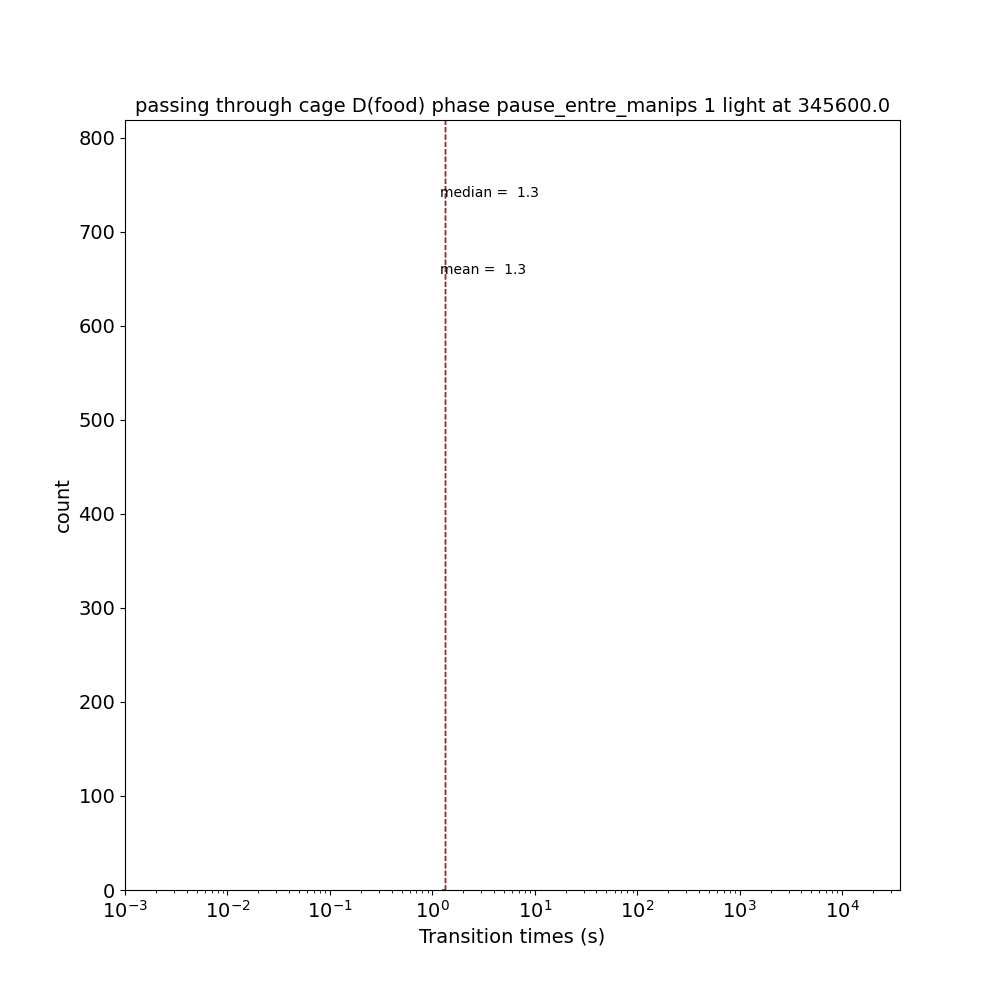 passing through cage D(food) phase pause_entre_manips 1 light at 345600.0
800
median =  1.3
700
mean =  1.3
600
500
count
400
300
200
100
0
10⁻³ 10⁻² 10⁻¹ 10⁰ 10¹ 10² 10³ 10⁴
Transition times (s)